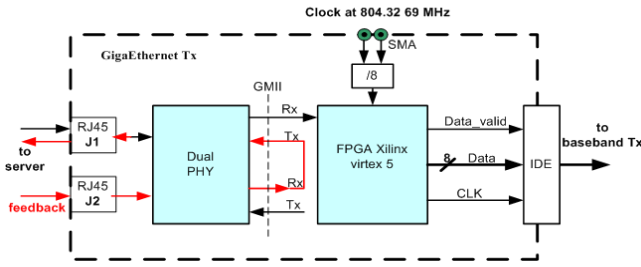 Clock at 804.32 69 MHz
GigaEthernet Tx
SMA
/8
GMII
RJ45
J1
to
server
Dual
PHY
Rx
Tx
Rx
Tx
FPGA Xilinx
virtex 5
Data_valid
8
Data
CLK
IDE
to
baseband Tx
RJ45
J2
feedback